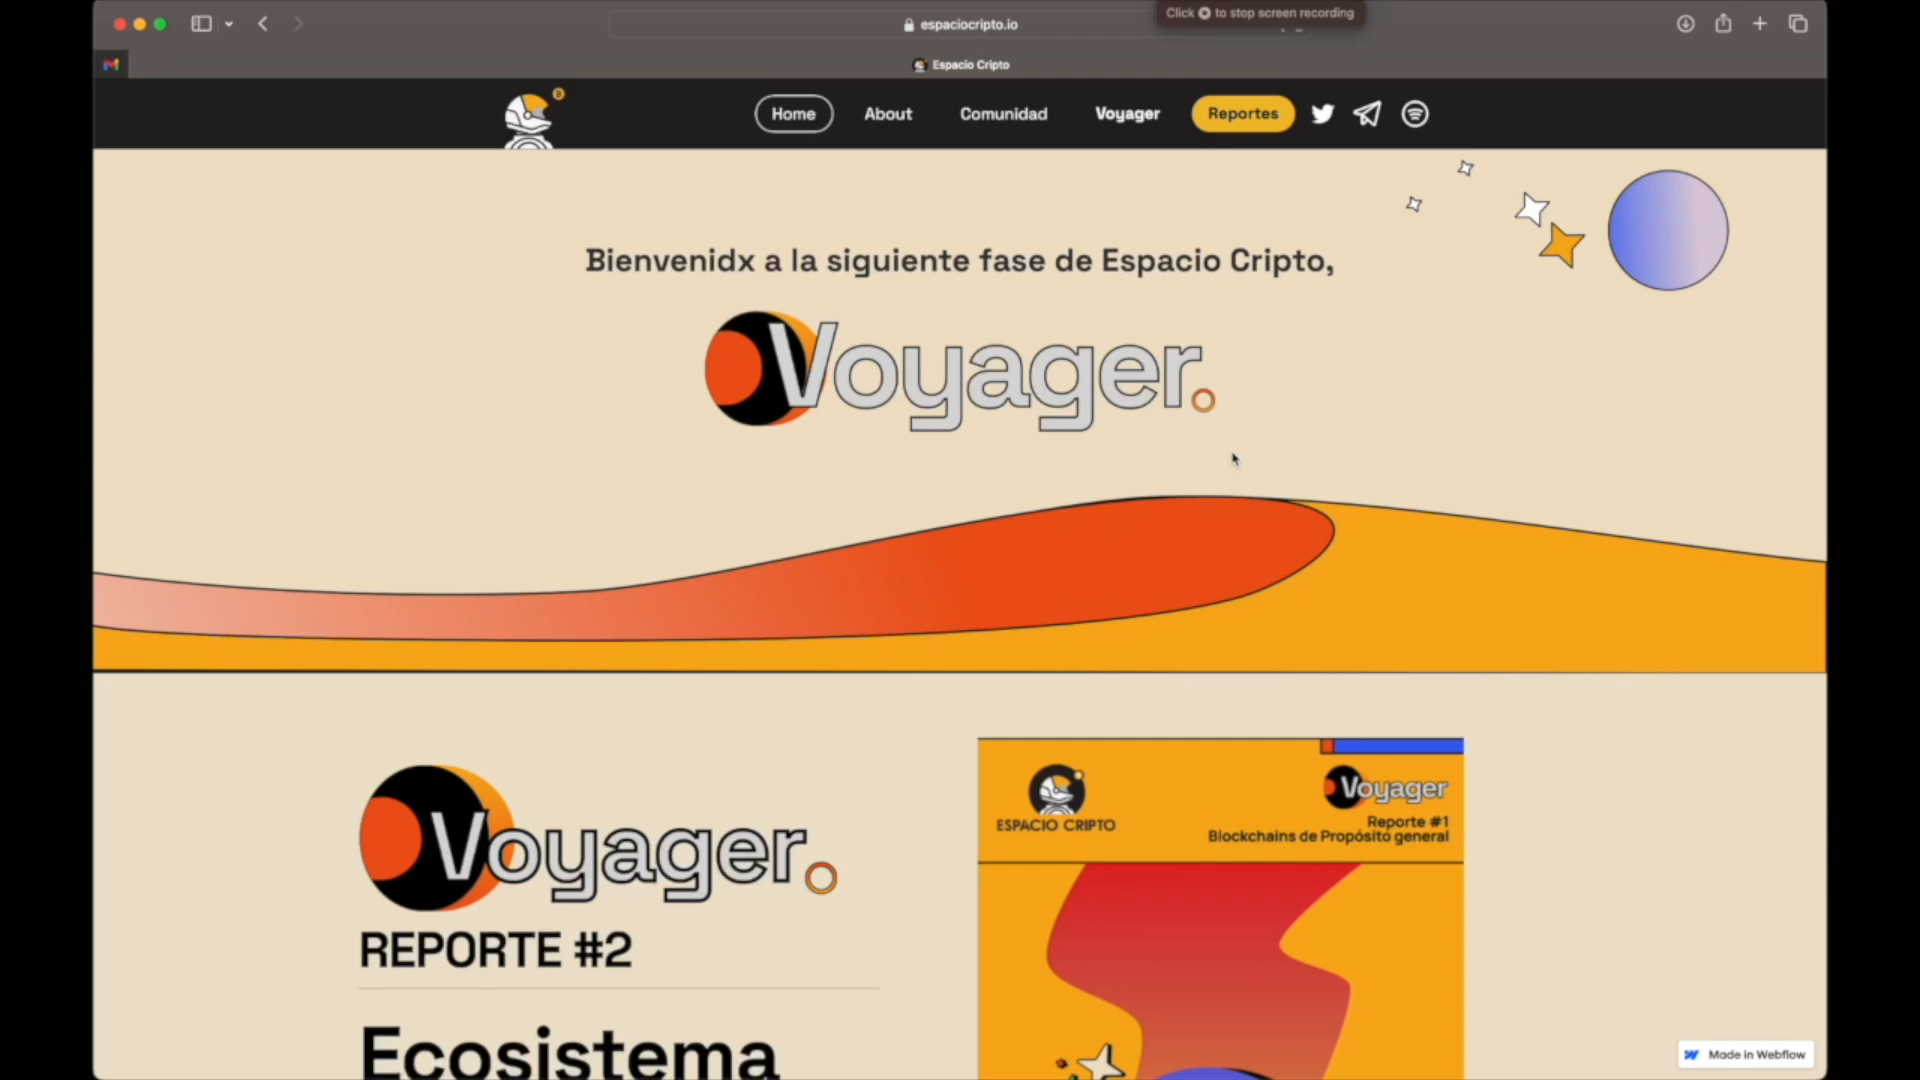 Click to stop screen recording
espaciocripto.io
Espacio Cripto
Home
About
Comunidad
Voyager
Reportes
Bienvenidx a la siguiente fase de Espacio Cripto,
Voyager.
Voyager.
REPORTE #2
Ecosistema
ESPACIO CRIPTO
Voyager
Reporte #1
Blockchains de Propósito general
Made in Webflow